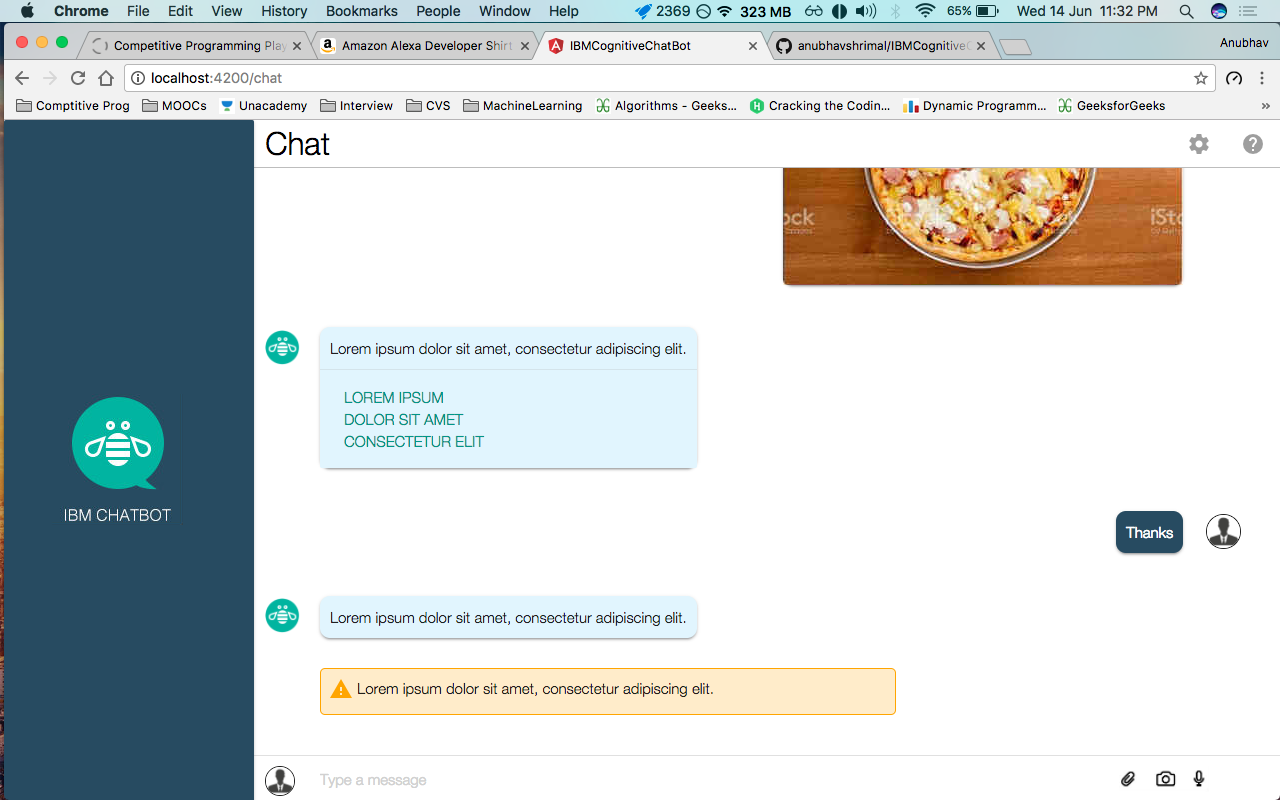 Chrome File Edit View History Bookmarks People Window Help 2369 323 MB 65% Wed 14 Jun 11:32 PM
Competitive Programming Play Amazon Alexa Developer Shirt IBMCognitiveChatBot anubhavshrimal/IBMCognitiveC Anubhav
localhost:4200/chat
Comptitive Prog MOOCs Unacademy Interview CVS MachineLearning Algorithms - Geeks... Cracking the Codin... Dynamic Programm... GeeksforGeeks »
Chat
Lorem ipsum dolor sit amet, consectetur adipiscing elit.
LOREM IPSUM
DOLOR SIT AMET
CONSECTETUR ELIT
IBM CHATBOT
Thanks
Lorem ipsum dolor sit amet, consectetur adipiscing elit.
Lorem ipsum dolor sit amet, consectetur adipiscing elit.
Type a message